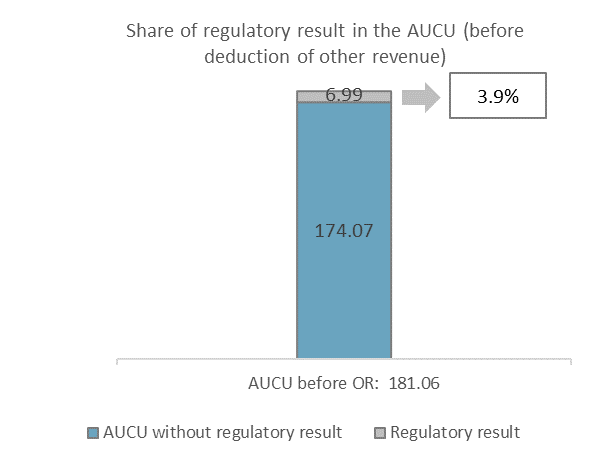 Share of regulatory result in the AUCU (before
deduction of other revenue)
6.99
3.9%
174.07
AUCU before OR:  181.06
AUCU without regulatory result
Regulatory result